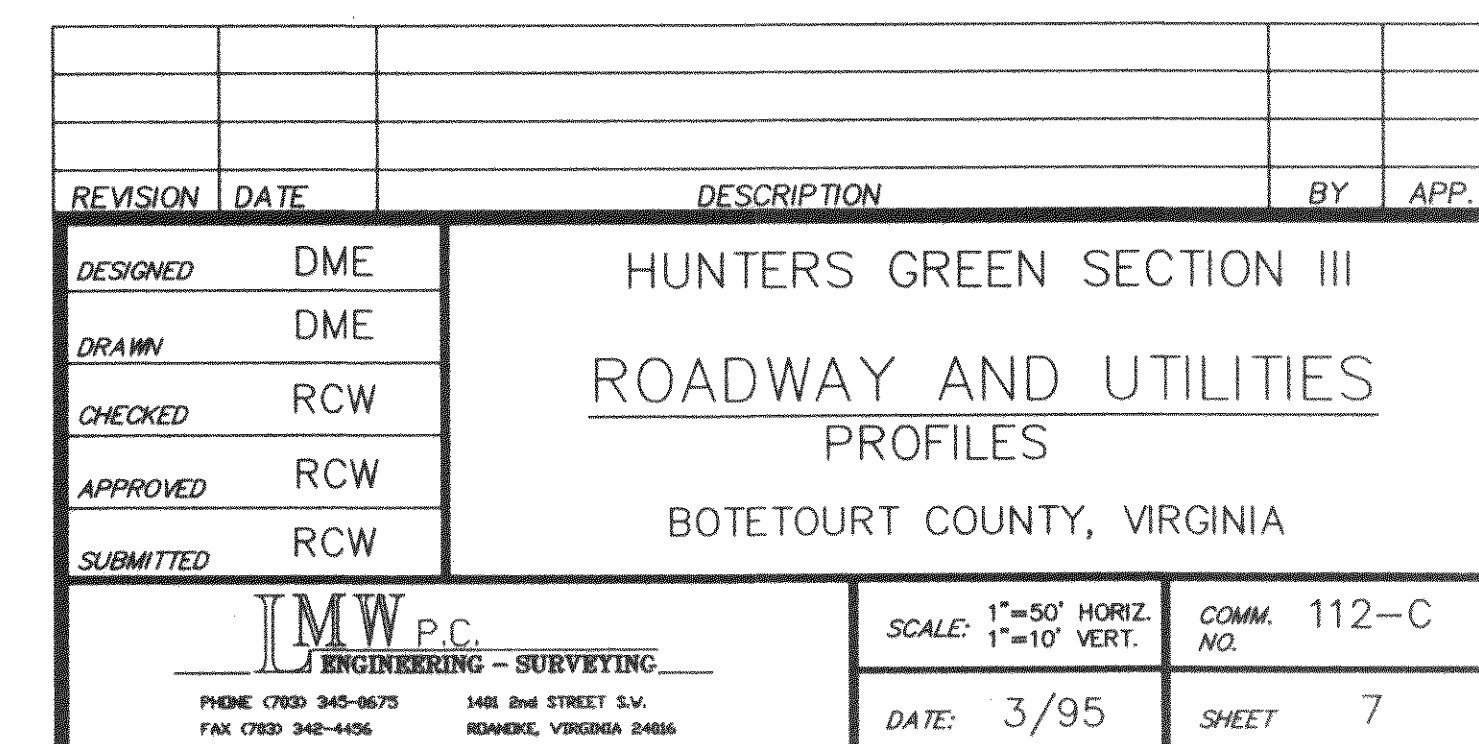 REVISION DATE DESCRIPTION BY APP.
DESIGNED DME
DRAWN DME
CHECKED RCW
APPROVED RCW
SUBMITTED RCW
HUNTERS GREEN SECTION III
ROADWAY AND UTILITIES
PROFILES
BOTETOURT COUNTY, VIRGINIA
LMW P.C.
ENGINEERING - SURVEYING
PHONE (703) 345-0675
FAX (703) 342-4456
1401 2nd STREET S.W.
ROANOKE, VIRGINIA 24016
SCALE: 1"=50' HORIZ.
1"=10' VERT.
COMM. NO. 112-C
DATE: 3/95
SHEET 7